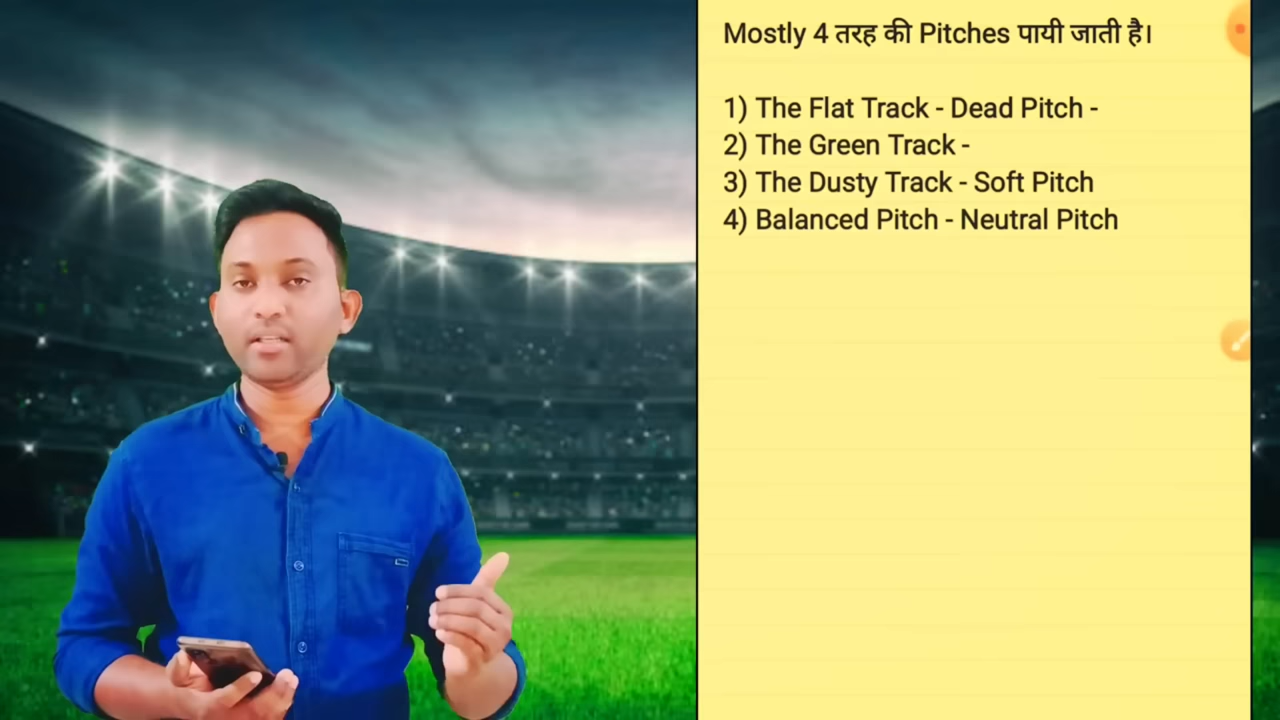 Mostly 4 तरह की Pitches पायी जाती है।
1) The Flat Track - Dead Pitch -
2) The Green Track -
3) The Dusty Track - Soft Pitch
4) Balanced Pitch - Neutral Pitch